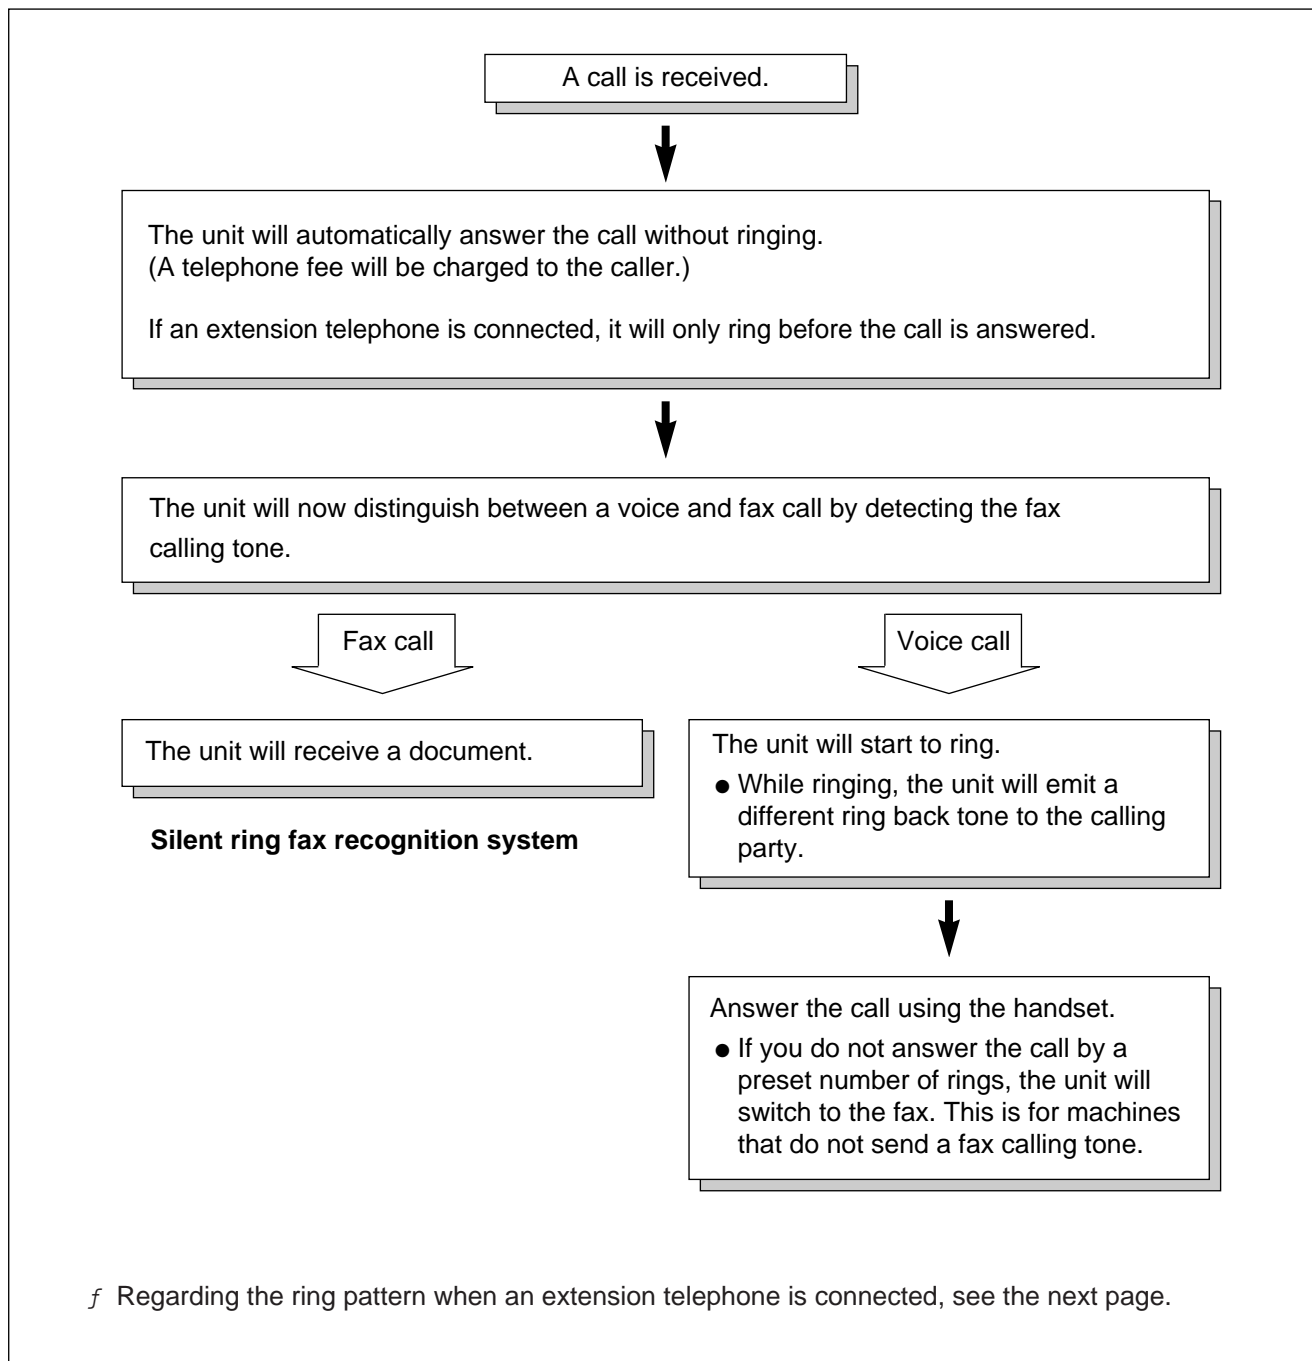 A call is received.
The unit will automatically answer the call without ringing.
(A telephone fee will be charged to the caller.)
If an extension telephone is connected, it will only ring before the call is answered.
The unit will now distinguish between a voice and fax call by detecting the fax
calling tone.
Fax call
Voice call
The unit will receive a document.
Silent ring fax recognition system
The unit will start to ring.
● While ringing, the unit will emit a
different ring back tone to the calling
party.
Answer the call using the handset.
● If you do not answer the call by a
preset number of rings, the unit will
switch to the fax. This is for machines
that do not send a fax calling tone.
ƒ Regarding the ring pattern when an extension telephone is connected, see the next page.